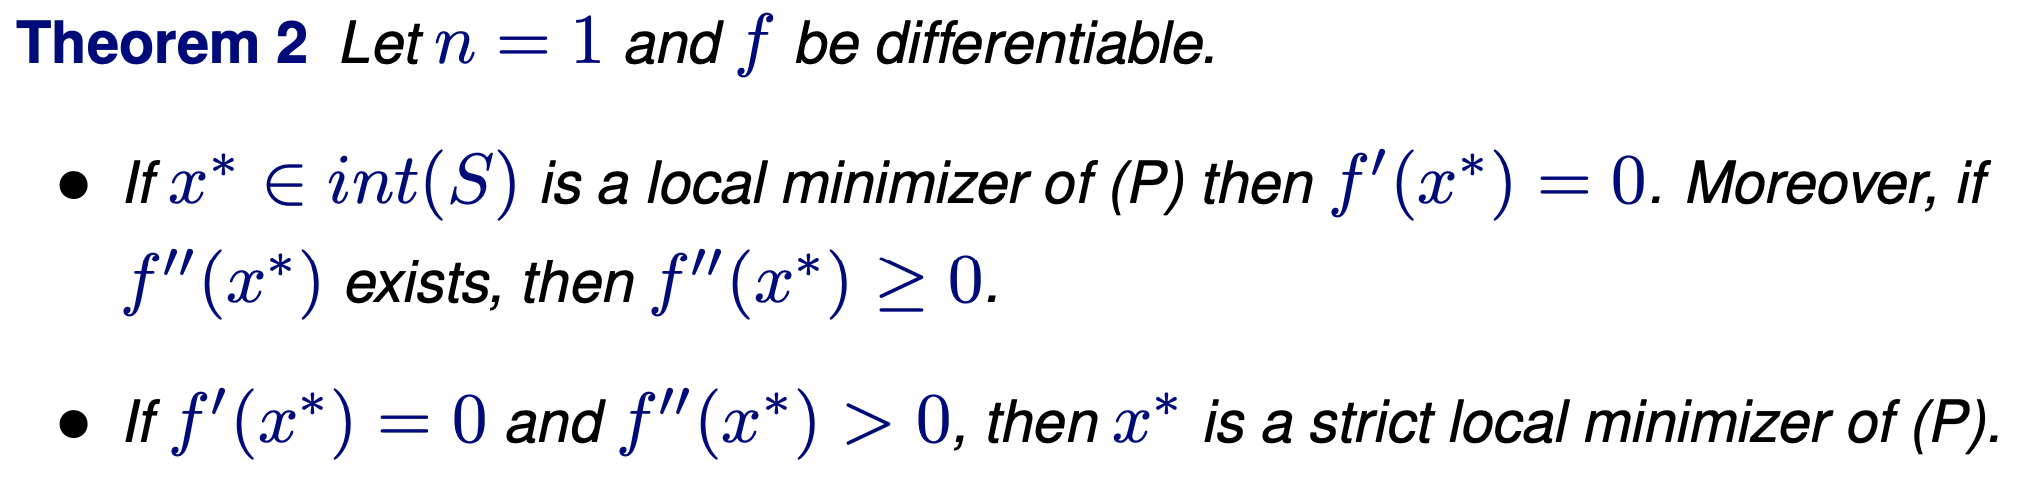 Theorem 2 Let n = 1 and f be differentiable.
● If x* ∈ int(S) is a local minimizer of (P) then f′(x*) = 0. Moreover, if
f′′(x*) exists, then f′′(x*) ≥ 0.
● If f′(x*) = 0 and f′′(x*) > 0, then x* is a strict local minimizer of (P).